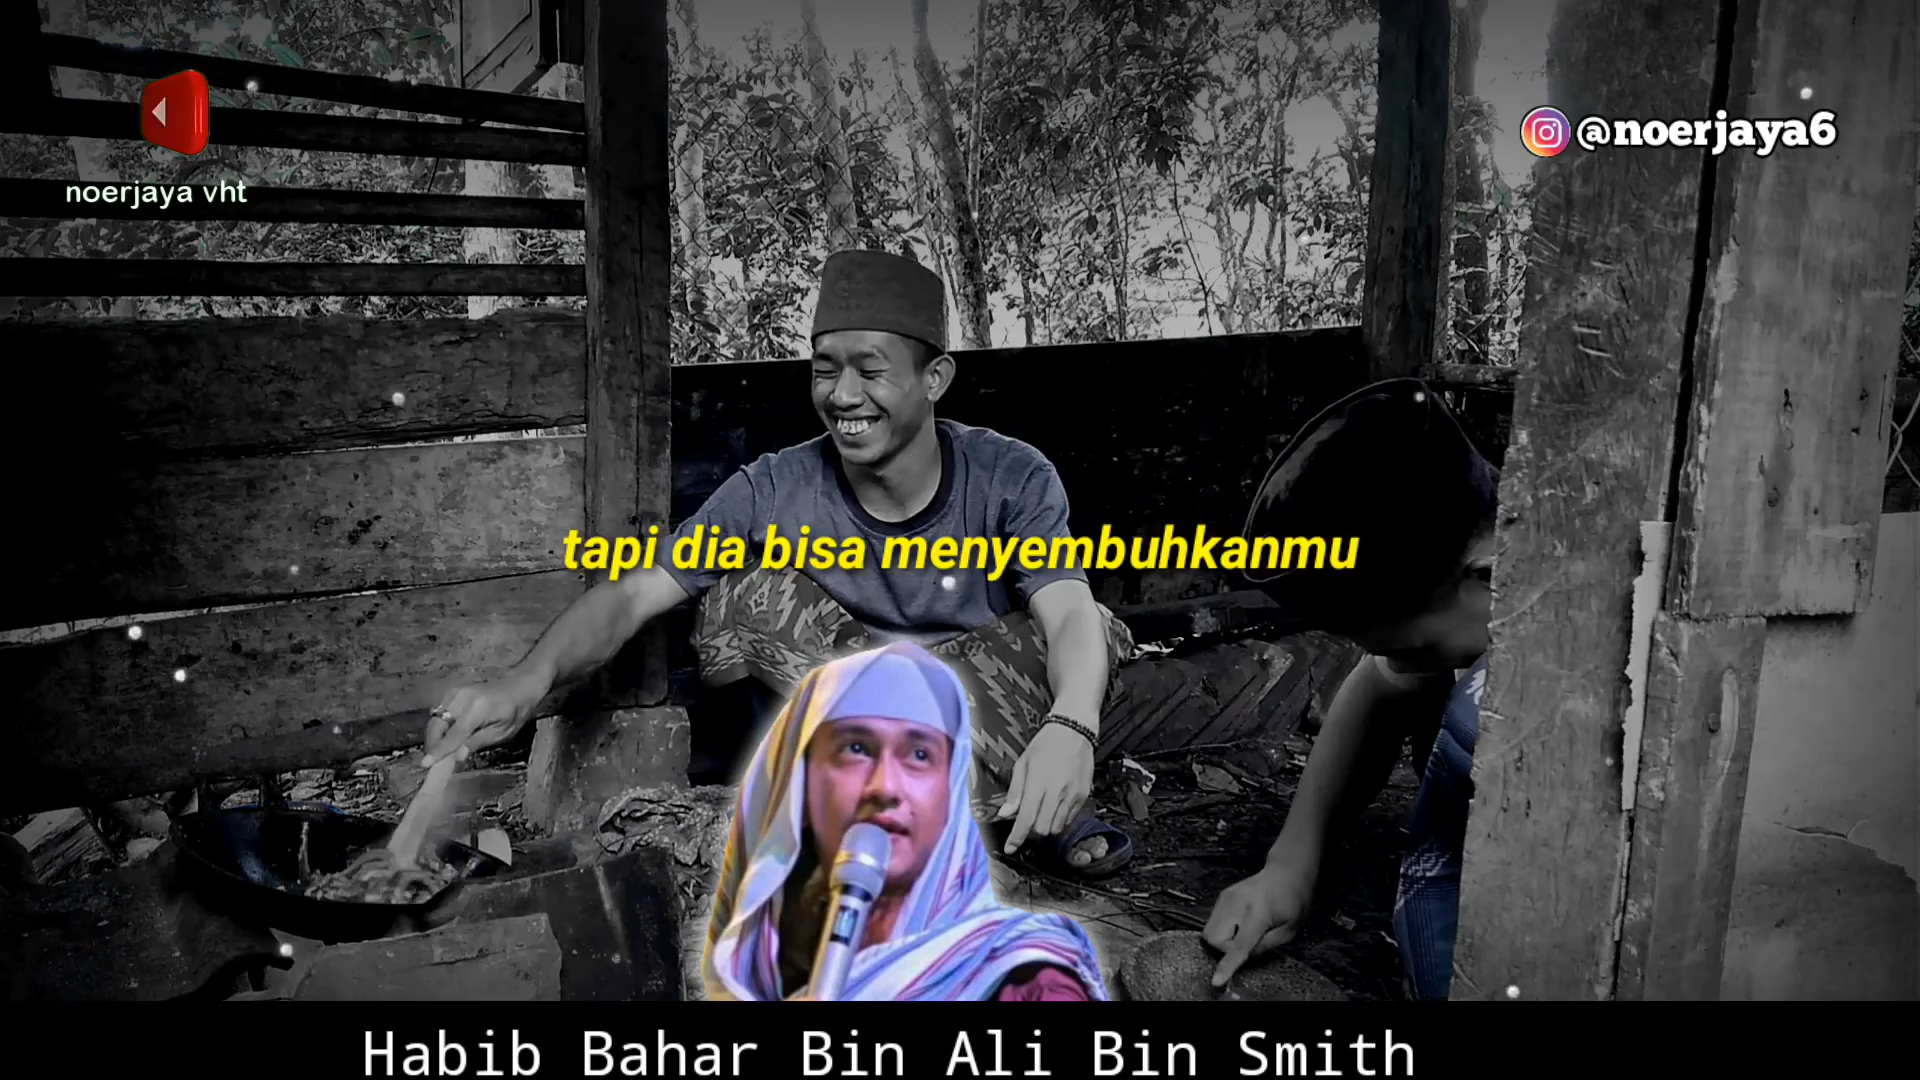 noerjaya vht
@noerjaya6
tapi dia bisa menyembuhkanmu
Habib Bahar Bin Ali Bin Smith